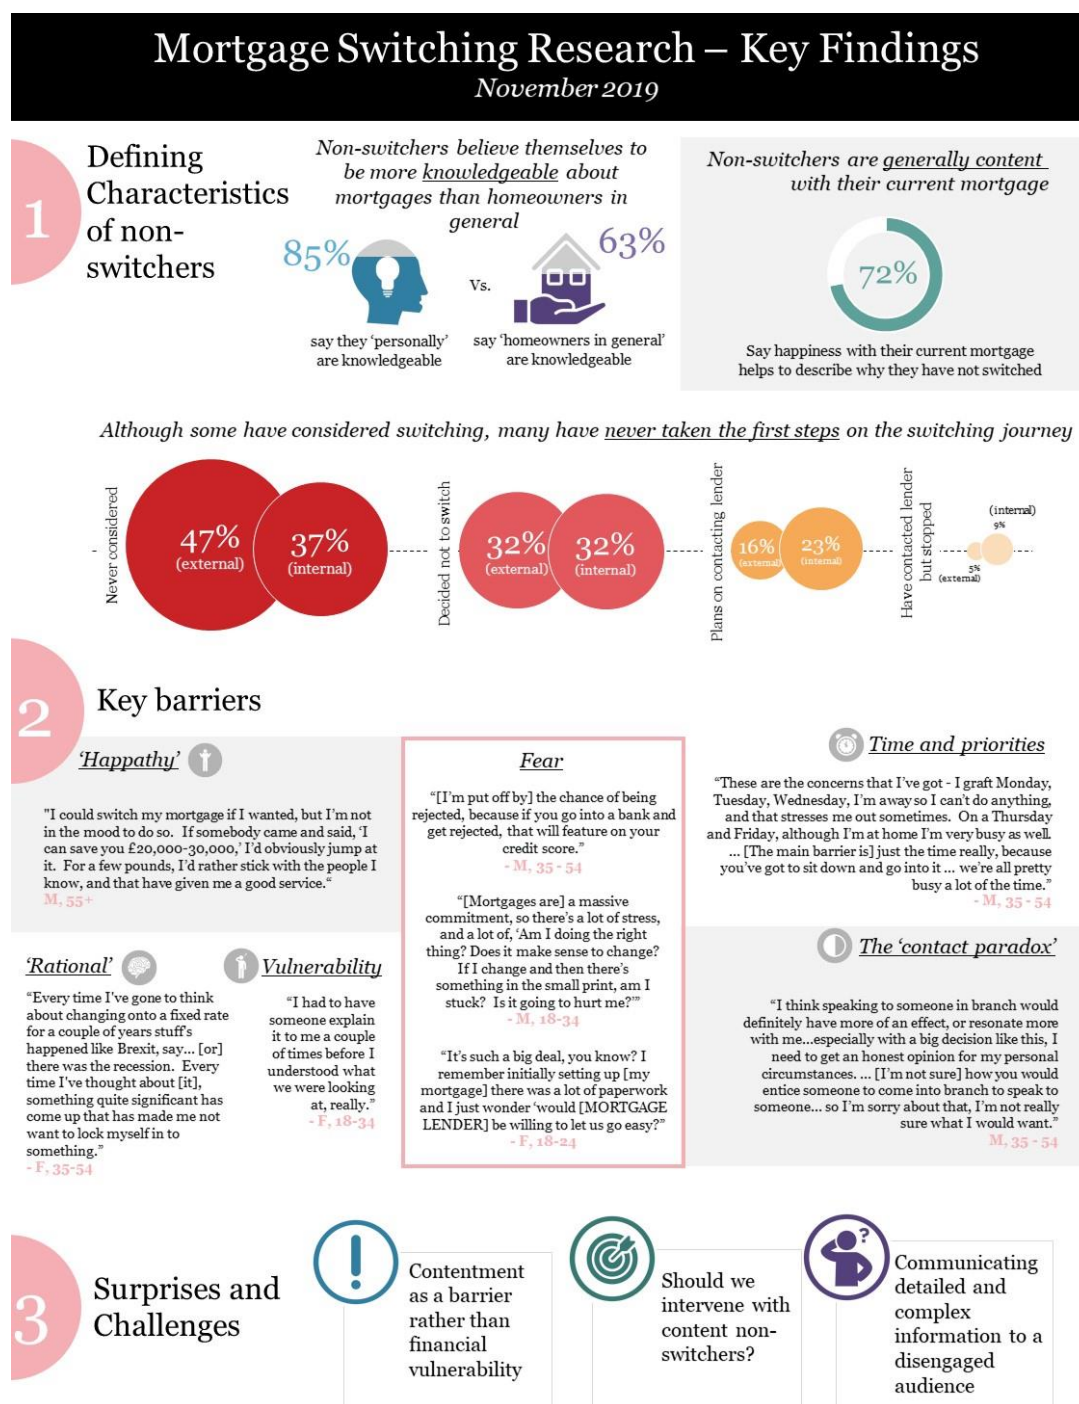 Mortgage Switching Research – Key Findings
November 2019
1
Defining
Characteristics
of non-
switchers
Non-switchers believe themselves to
be more knowledgeable about
mortgages than homeowners in
general
85%
Vs.
63%
say they 'personally'
are knowledgeable
say 'homeowners in general'
are knowledgeable
Non-switchers are generally content
with their current mortgage
72%
Say happiness with their current mortgage
helps to describe why they have not switched
Although some have considered switching, many have never taken the first steps on the switching journey
Never considered
47%
(external)
37%
(internal)
Decided not to switch
32%
(external)
32%
(internal)
Plans on contacting lender
16%
(external)
23%
(internal)
Have contacted lender
but stopped
5%
(external)
(internal)
9%
2
Key barriers
'Happathy'
"I could switch my mortgage if I wanted, but I'm not
in the mood to do so. If somebody came and said, 'I
can save you £20,000-30,000,' I'd obviously jump at
it. For a few pounds, I'd rather stick with the people I
know, and that have given me a good service."
M, 55+
'Rational'
"Every time I've gone to think
about changing onto a fixed rate
for a couple of years stuff's
happened like Brexit, say... [or]
there was the recession. Every
time I've thought about [it],
something quite significant has
come up that has made me not
want to lock myself in to
something."
- F, 35-54
Vulnerability
"I had to have
someone explain
it to me a couple
of times before I
understood what
we were looking
at, really."
- F, 18-34
Fear
"[I'm put off by] the chance of being
rejected, because if you go into a bank and
get rejected, that will feature on your
credit score."
- M, 35 - 54
"[Mortgages are] a massive
commitment, so there's a lot of stress,
and a lot of, 'Am I doing the right
thing? Does it make sense to change?
If I change and then there's
something in the small print, am I
stuck? Is it going to hurt me?'"
- M, 18-34
"It's such a big deal, you know? I
remember initially setting up [my
mortgage] there was a lot of paperwork
and I just wonder 'would [MORTGAGE
LENDER] be willing to let us go easy?"
- F, 18-24
Time and priorities
"These are the concerns that I've got - I graft Monday,
Tuesday, Wednesday, I'm away so I can't do anything,
and that stresses me out sometimes. On a Thursday
and Friday, although I'm at home I'm very busy as well.
... [The main barrier is] just the time really, because
you've got to sit down and go into it ... we're all pretty
busy a lot of the time."
- M, 35 - 54
The 'contact paradox'
"I think speaking to someone in branch would
definitely have more of an effect, or resonate more
with me...especially with a big decision like this, I
need to get an honest opinion for my personal
circumstances. ... [I'm not sure] how you would
entice someone to come into branch to speak to
someone... so I'm sorry about that, I'm not really
sure what I would want."
M, 35 - 54
3
Surprises and
Challenges
Contentment
as a barrier
rather than
financial
vulnerability
Should we
intervene with
content non-
switchers?
?
Communicating
detailed and
complex
information to a
disengaged
audience